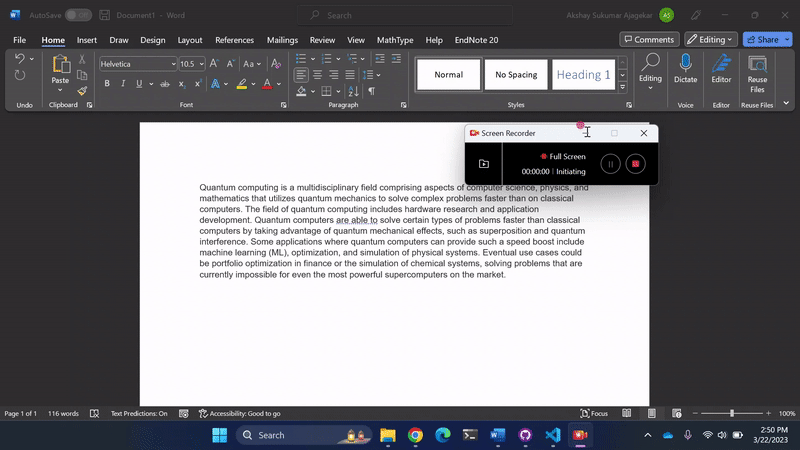 AutoSave Off Document1 - Word Search Akshay Sukumar Ajagekar AS
File Home Insert Draw Design Layout References Mailings Review View MathType Help EndNote 20 Comments Editing Share
Helvetica 10.5 Normal No Spacing Heading 1
Paste Editing Dictate Editor Reuse Files
Undo Clipboard Font Paragraph Styles Voice Editor Reuse Files
Screen Recorder
Full Screen
00:00:00 | Initiating
Quantum computing is a multidisciplinary field comprising aspects of computer science, physics, and
mathematics that utilizes quantum mechanics to solve complex problems faster than on classical
computers. The field of quantum computing includes hardware research and application
development. Quantum computers are able to solve certain types of problems faster than classical
computers by taking advantage of quantum mechanical effects, such as superposition and quantum
interference. Some applications where quantum computers can provide such a speed boost include
machine learning (ML), optimization, and simulation of physical systems. Eventual use cases could
be portfolio optimization in finance or the simulation of chemical systems, solving problems that are
currently impossible for even the most powerful supercomputers on the market.
Page 1 of 1 116 words Text Predictions: On Accessibility: Good to go Focus 100%
Search 2:50 PM
3/22/2023